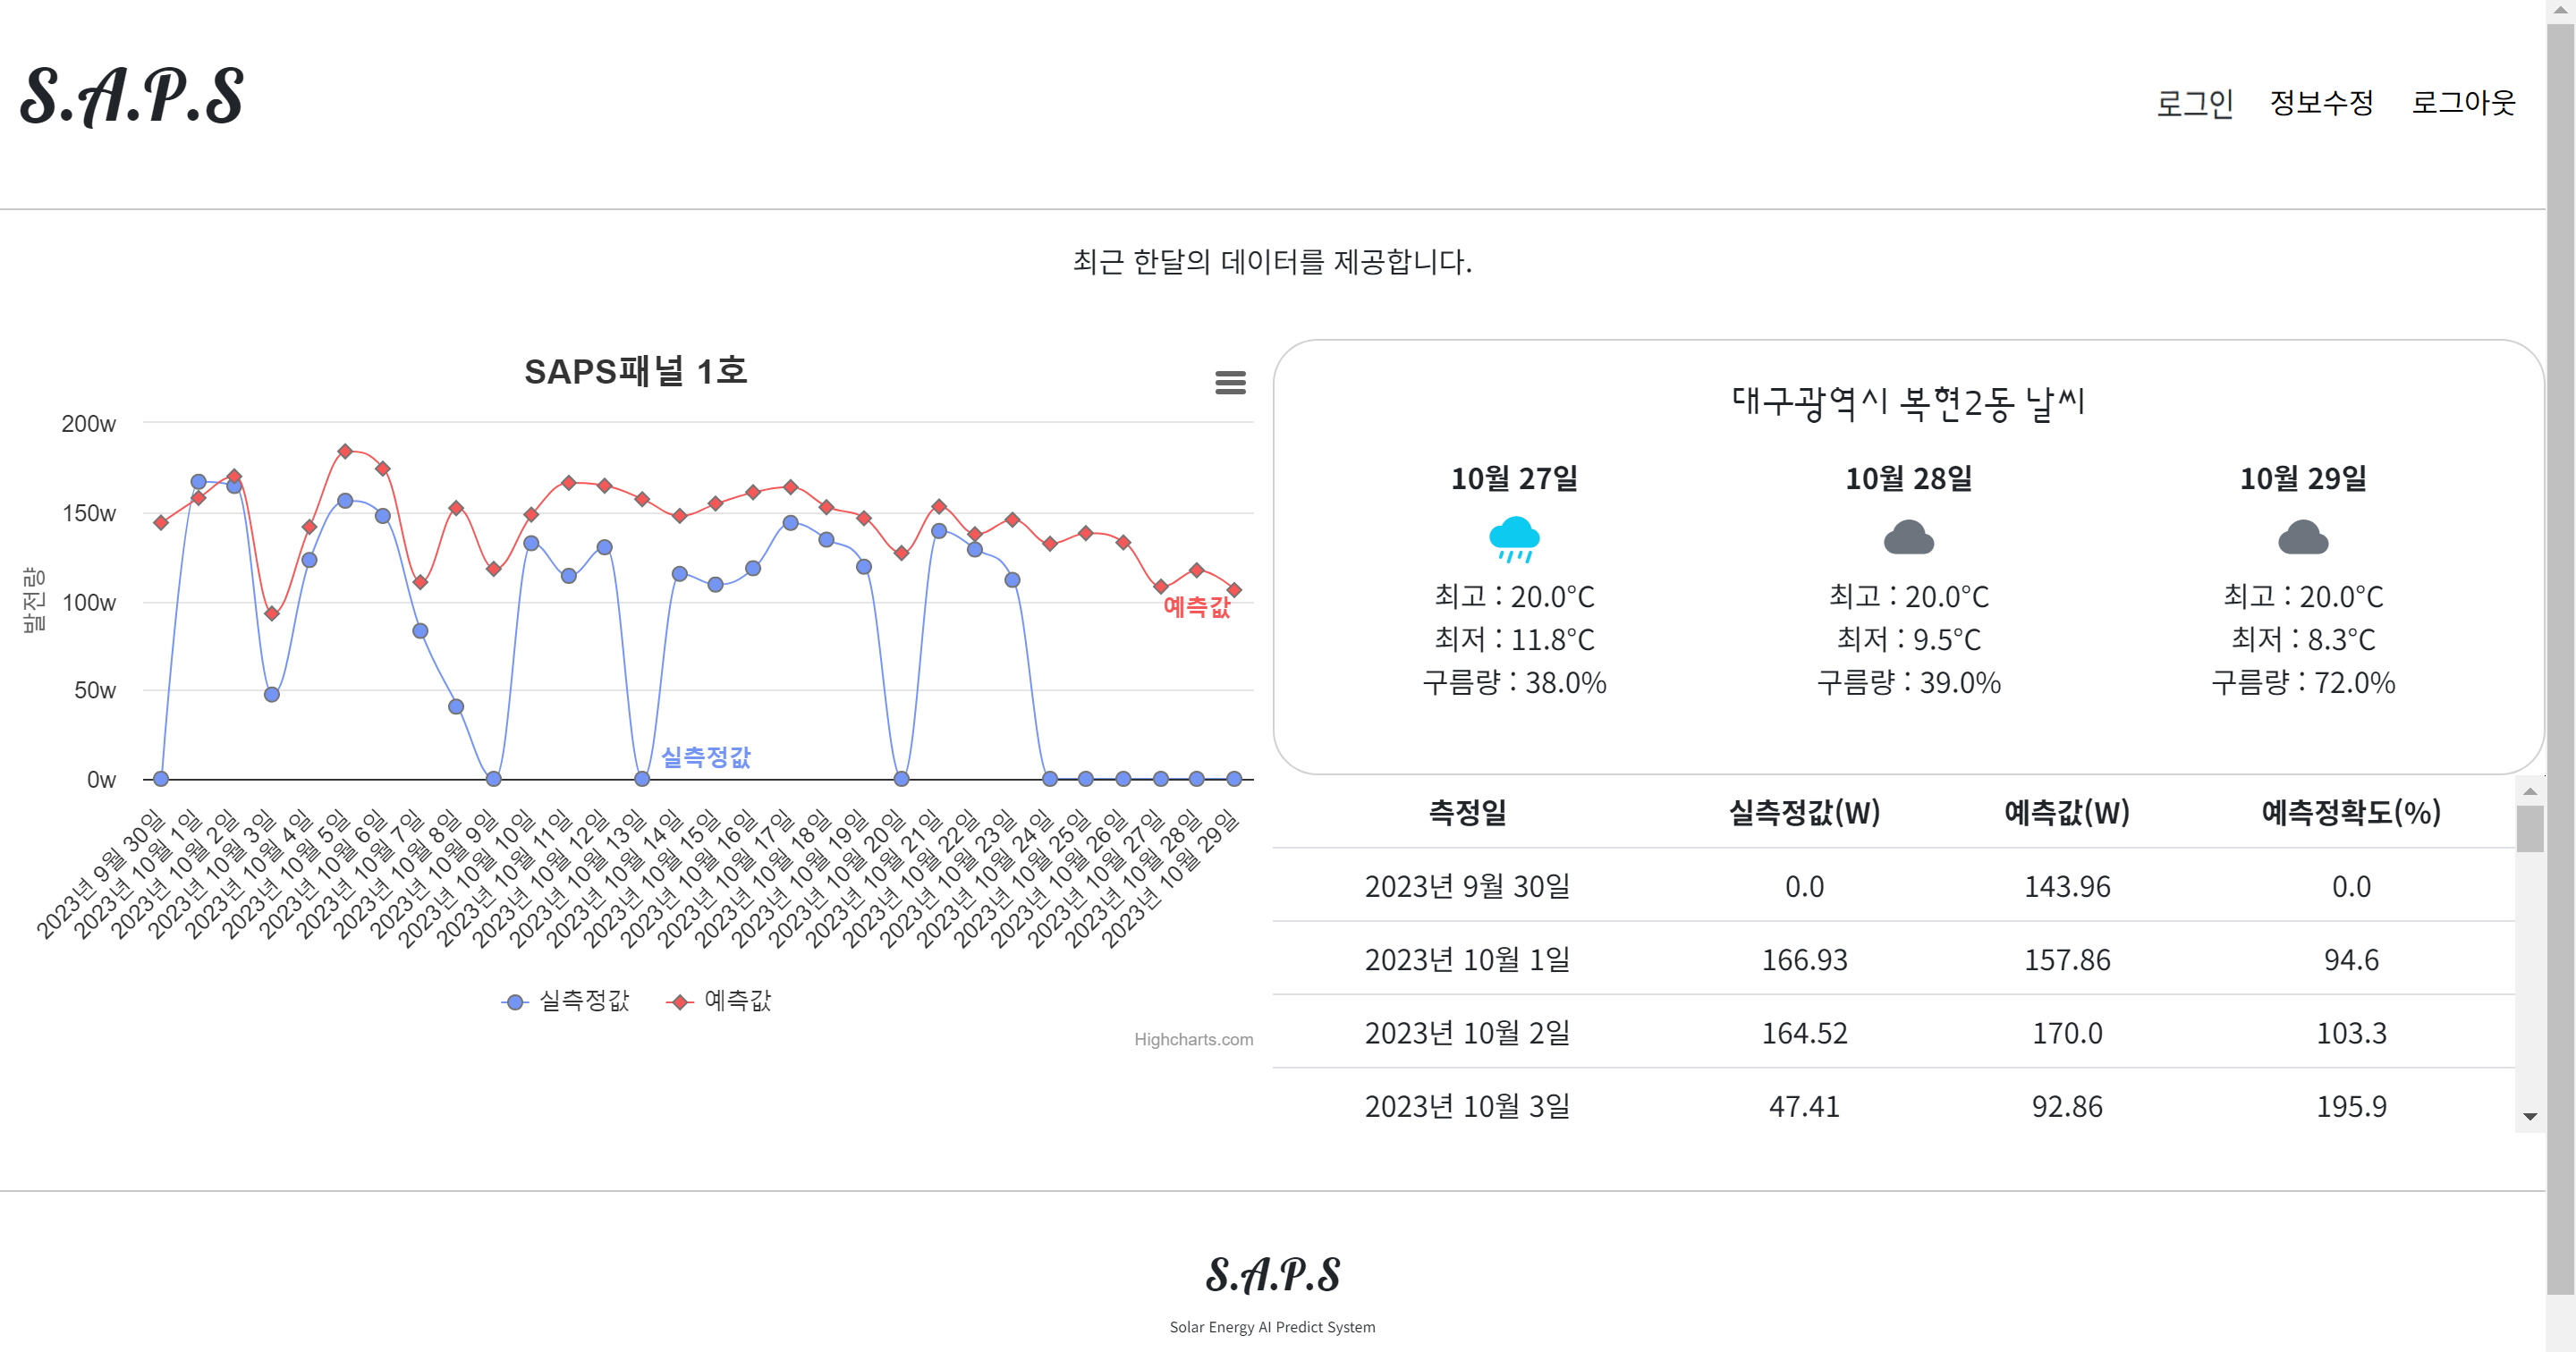 S.A.P.S
로그인 정보수정 로그아웃
최근 한달의 데이터를 제공합니다.
SAPS패널 1호
발전량
200w
150w
100w
50w
0w
예측값
실측정값
2023년 9월 30일
2023년 10월 1일
2023년 10월 2일
2023년 10월 3일
2023년 10월 4일
2023년 10월 5일
2023년 10월 6일
2023년 10월 7일
2023년 10월 8일
2023년 10월 9일
2023년 10월 10일
2023년 10월 11일
2023년 10월 12일
2023년 10월 13일
2023년 10월 14일
2023년 10월 15일
2023년 10월 16일
2023년 10월 17일
2023년 10월 18일
2023년 10월 19일
2023년 10월 20일
2023년 10월 21일
2023년 10월 22일
2023년 10월 23일
2023년 10월 24일
2023년 10월 25일
2023년 10월 26일
2023년 10월 27일
2023년 10월 28일
2023년 10월 29일
실측정값 예측값
Highcharts.com
대구광역시 복현2동 날씨
10월 27일 10월 28일 10월 29일
최고 : 20.0°C 최고 : 20.0°C 최고 : 20.0°C
최저 : 11.8°C 최저 : 9.5°C 최저 : 8.3°C
구름량 : 38.0% 구름량 : 39.0% 구름량 : 72.0%
측정일 실측정값(W) 예측값(W) 예측정확도(%)
2023년 9월 30일 0.0 143.96 0.0
2023년 10월 1일 166.93 157.86 94.6
2023년 10월 2일 164.52 170.0 103.3
2023년 10월 3일 47.41 92.86 195.9
S.A.P.S
Solar Energy AI Predict System